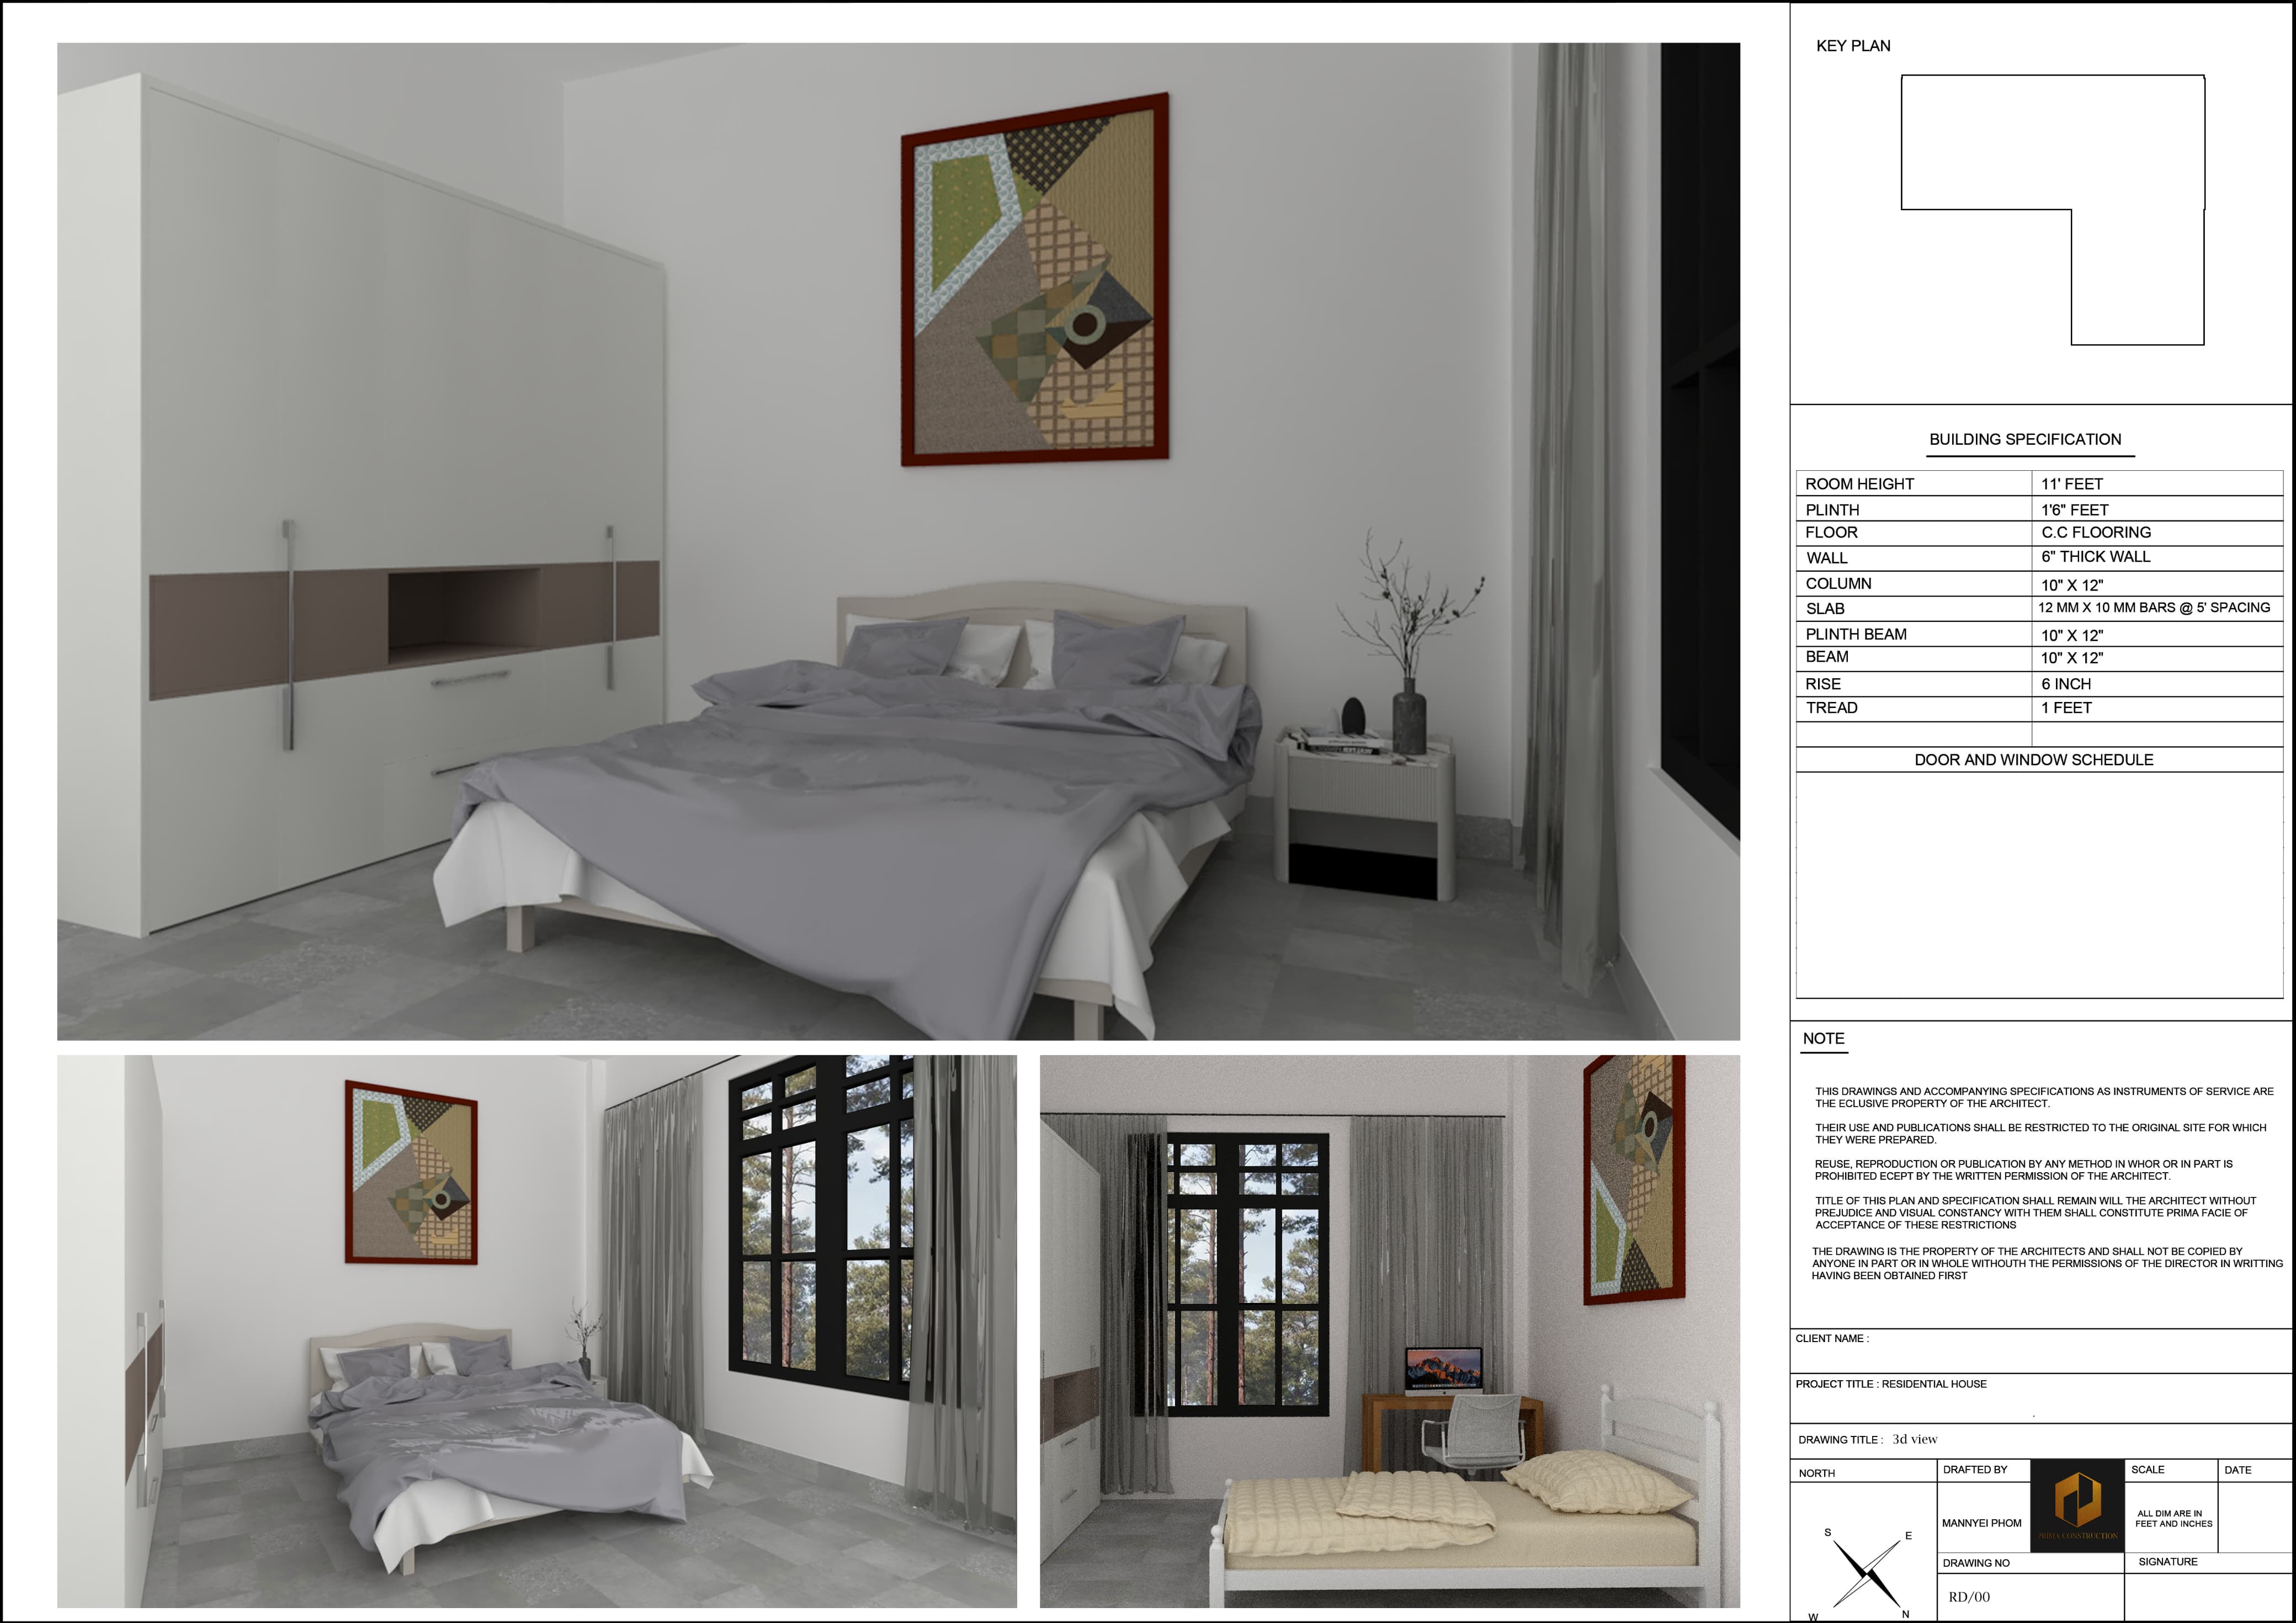 KEY PLAN
BUILDING SPECIFICATION
ROOM HEIGHT 11' FEET
PLINTH 1'6" FEET
FLOOR C.C FLOORING
WALL 6" THICK WALL
COLUMN 10" X 12"
SLAB 12 MM X 10 MM BARS @ 5' SPACING
PLINTH BEAM 10" X 12"
BEAM 10" X 12"
RISE 6 INCH
TREAD 1 FEET
DOOR AND WINDOW SCHEDULE
NOTE
THIS DRAWINGS AND ACCOMPANYING SPECIFICATIONS AS INSTRUMENTS OF SERVICE ARE
THE ECLUSIVE PROPERTY OF THE ARCHITECT.
THEIR USE AND PUBLICATIONS SHALL BE RESTRICTED TO THE ORIGINAL SITE FOR WHICH
THEY WERE PREPARED.
REUSE, REPRODUCTION OR PUBLICATION BY ANY METHOD IN WHOR OR IN PART IS
PROHIBITED ECEPT BY THE WRITTEN PERMISSION OF THE ARCHITECT.
TITLE OF THIS PLAN AND SPECIFICATION SHALL REMAIN WILL THE ARCHITECT WITHOUT
PREJUDICE AND VISUAL CONSTANCY WITH THEM SHALL CONSTITUTE PRIMA FACIE OF
ACCEPTANCE OF THESE RESTRICTIONS
THE DRAWING IS THE PROPERTY OF THE ARCHITECTS AND SHALL NOT BE COPIED BY
ANYONE IN PART OR IN WHOLE WITHOUTH THE PERMISSIONS OF THE DIRECTOR IN WRITTING
HAVING BEEN OBTAINED FIRST
CLIENT NAME :
PROJECT TITLE : RESIDENTIAL HOUSE
DRAWING TITLE : 3d view
NORTH
S
E
W
N
DRAFTED BY
MANNYEI PHOM
PRIMA CONSTRUCTION
SCALE
ALL DIM ARE IN
FEET AND INCHES
DATE
DRAWING NO
RD/00
SIGNATURE